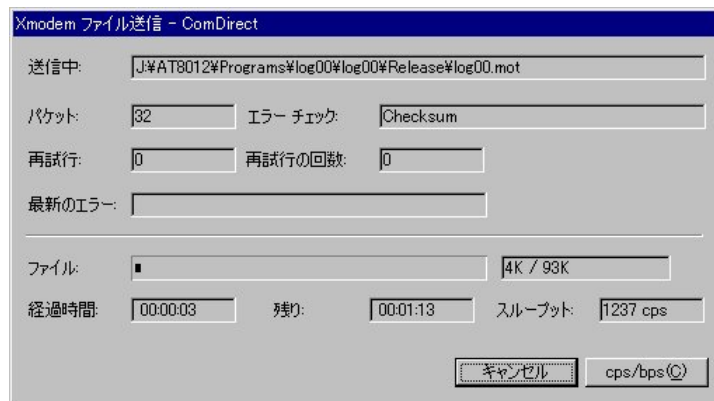 Xmodem ファイル送信 - ComDirect
送信中: J:¥AT8012¥Programs¥log00¥log00¥Release¥log00.mot
パケット: 32 エラー チェック: Checksum
再試行: 0 再試行の回数: 0
最新のエラー:
ファイル: 4K / 93K
経過時間: 00:00:03 残り: 00:01:13 スループット: 1237 cps
キャンセル cps/bps(C)